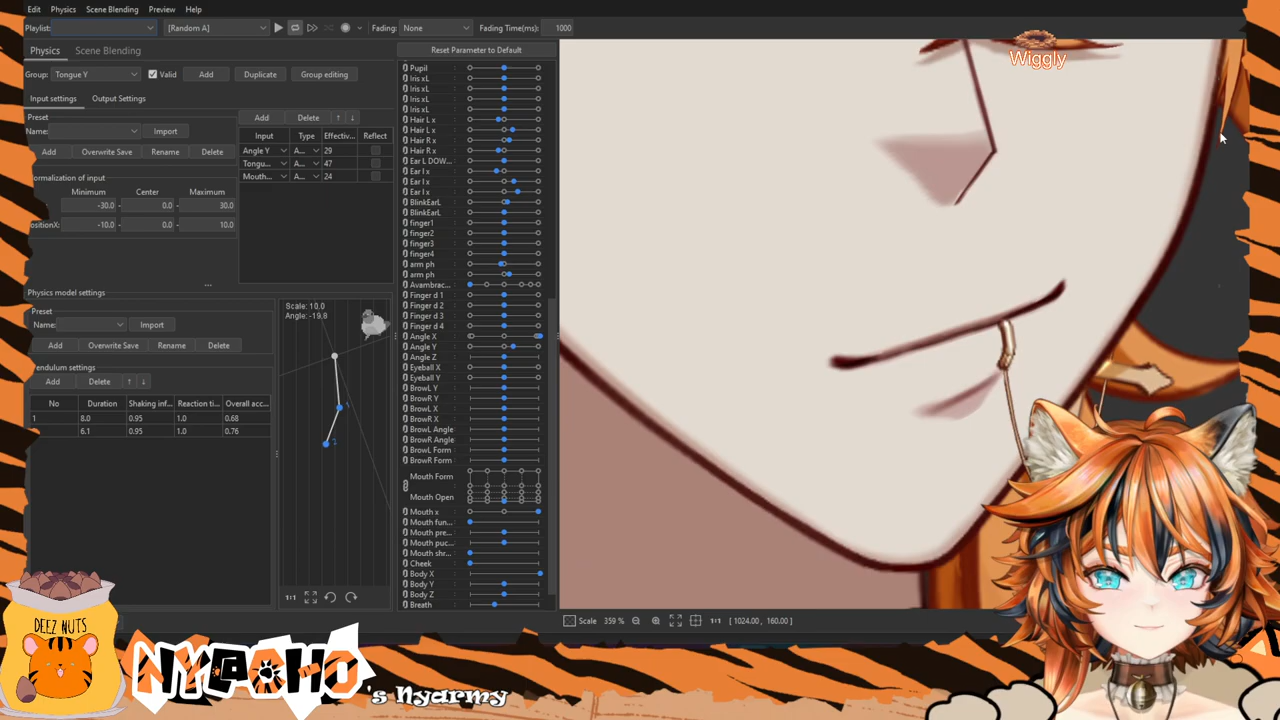 Edit Physics Scene Blending Preview Help
Playlist: [Random A] Fading: None Fading Time(ms): 1000
Physics Scene Blending
Group: Tongue Y Valid Add Duplicate Group editing
Input settings Output Settings
Preset
Name: Import
Add Overwrite Save Rename Delete
Normalization of input
Minimum Center Maximum
-30.0 - 0.0 - 30.0
ositionX: -10.0 - 0.0 - 10.0
Add Delete
Input Type Effectiv... Reflect
Angle Y A... 29
Tongu... A... 47
Mouth... A... 24
Physics model settings
Preset
Name: Import
Add Overwrite Save Rename Delete
Pendulum settings
Add Delete
No Duration Shaking inf... Reaction ti... Overall acc...
1 8.0 0.95 1.0 0.68
6.1 0.95 1.0 0.76
Scale: 10.0
Angle: -19.8
1
2
1:1
Reset Parameter to Default
Pupil
Iris xL
Iris xL
Iris xL
Iris xL
Hair L x
Hair L x
Hair R x
Hair R x
Ear L DOW...
Ear l x
Ear l x
Ear l x
BlinkEarL
BlinkEarL
finger1
finger2
finger3
finger4
arm ph
arm ph
Avambrac...
Finger d 1
Finger d 2
Finger d 3
Finger d 4
Angle X
Angle Y
Angle Z
Eyeball X
Eyeball Y
BrowL Y
BrowR Y
BrowL X
BrowR X
BrowL Angle
BrowR Angle
BrowL Form
BrowR Form
Mouth Form
Mouth Open
Mouth x
Mouth fun...
Mouth pre...
Mouth puc...
Mouth shr...
Cheek
Body X
Body Y
Body Z
Breath
Scale 359 % 1:1 [ 1024.00, 160.00 ]
Wiggly
DEEZ NUTS
NYAOHO
's Nyarmy